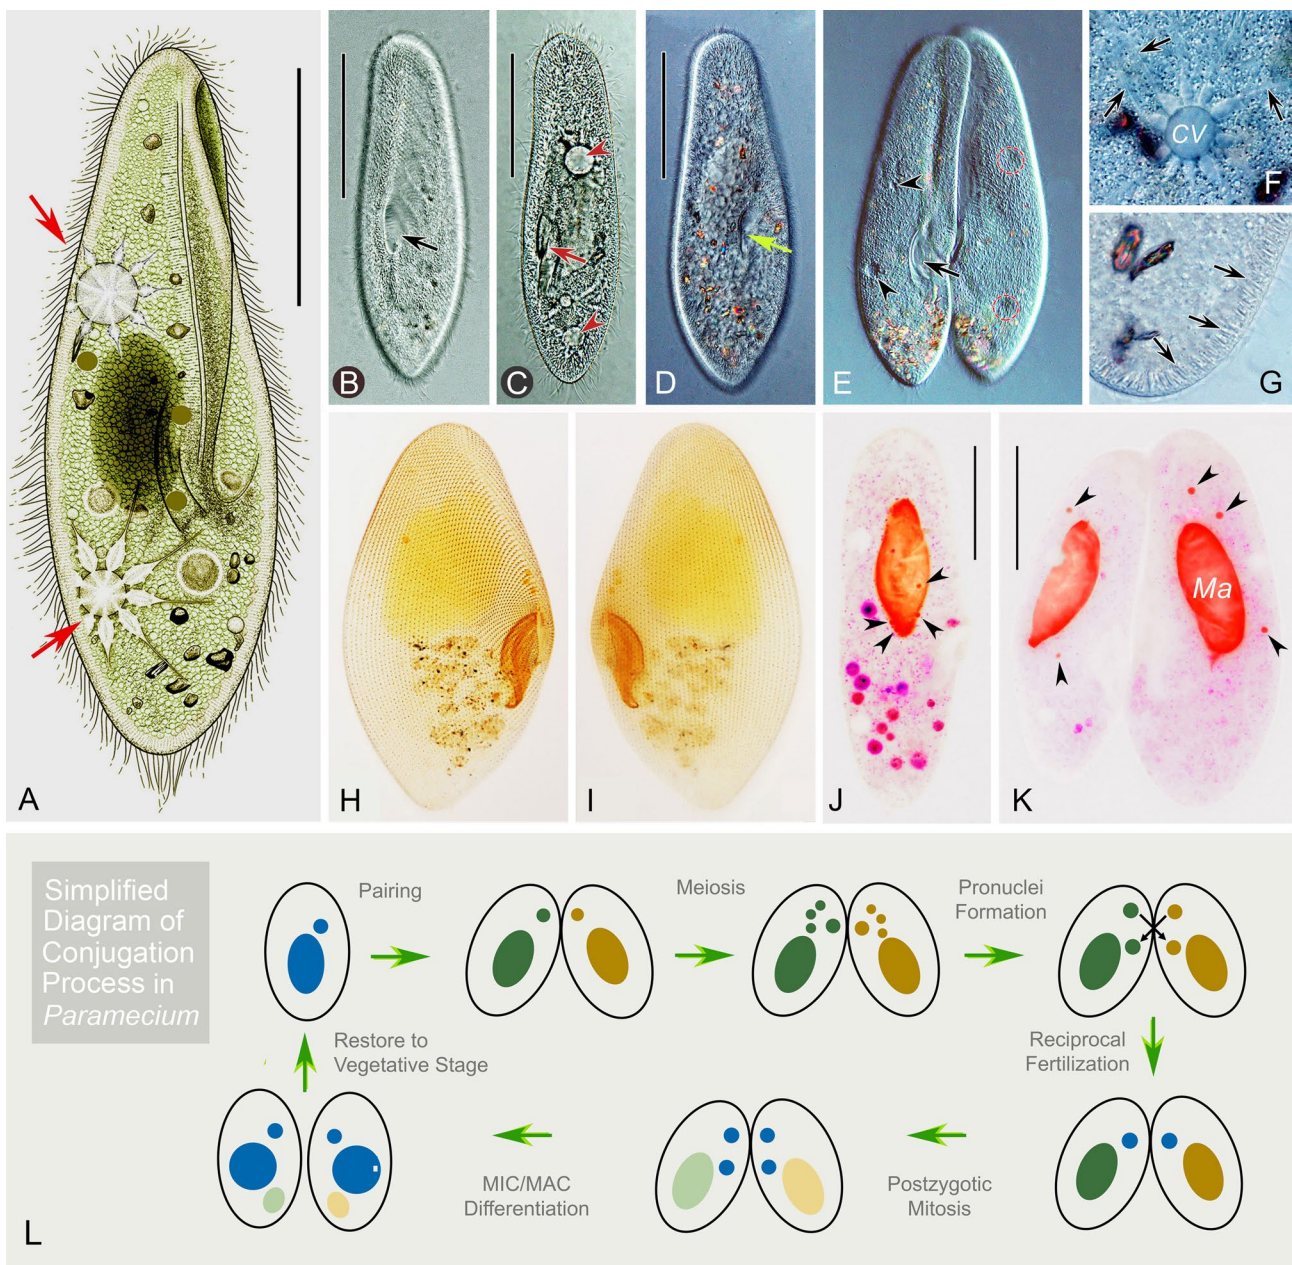 A
B
C
D
E
CV
F
G
H
I
J
Ma
K
Simplified
Diagram of
Conjugation
Process in
Paramecium
Pairing
Meiosis
Pronuclei
Formation
Restore to
Vegetative Stage
Reciprocal
Fertilization
MIC/MAC
Differentiation
Postzygotic
Mitosis
L